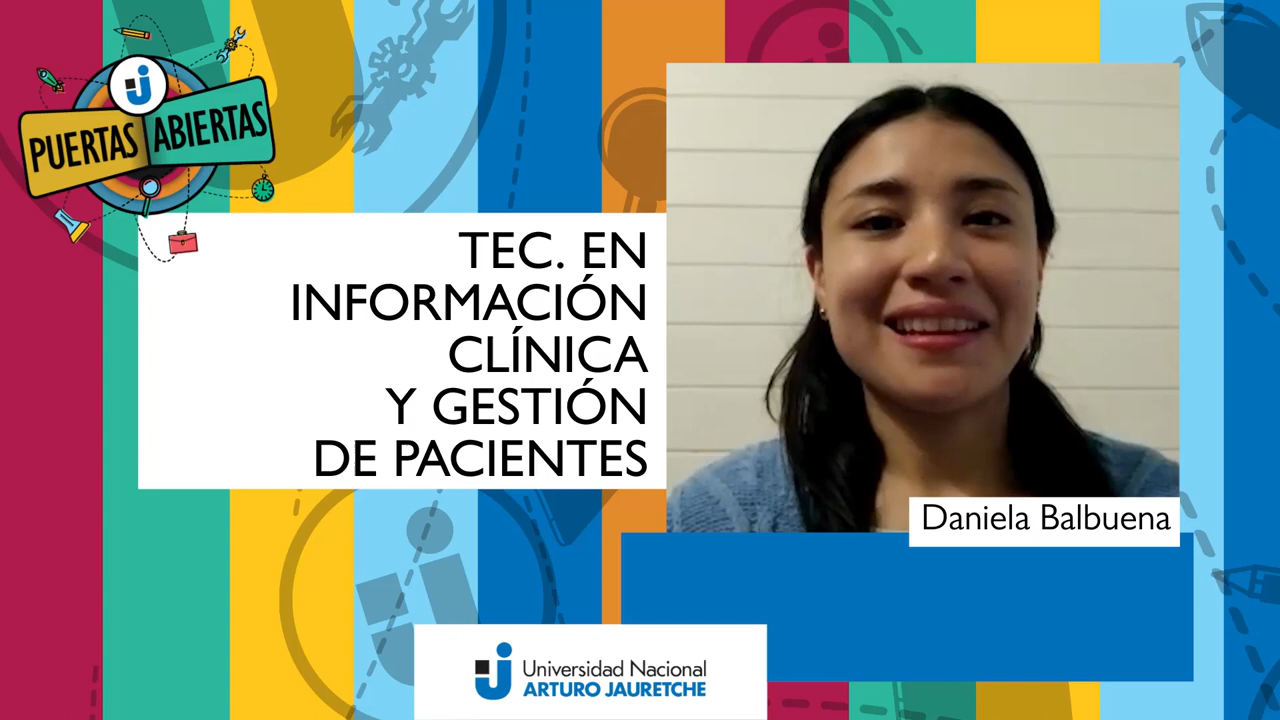 PUERTAS ABIERTAS
TEC. EN
INFORMACIÓN
CLÍNICA
Y GESTIÓN
DE PACIENTES
Daniela Balbuena
Universidad Nacional
ARTURO JAURETCHE